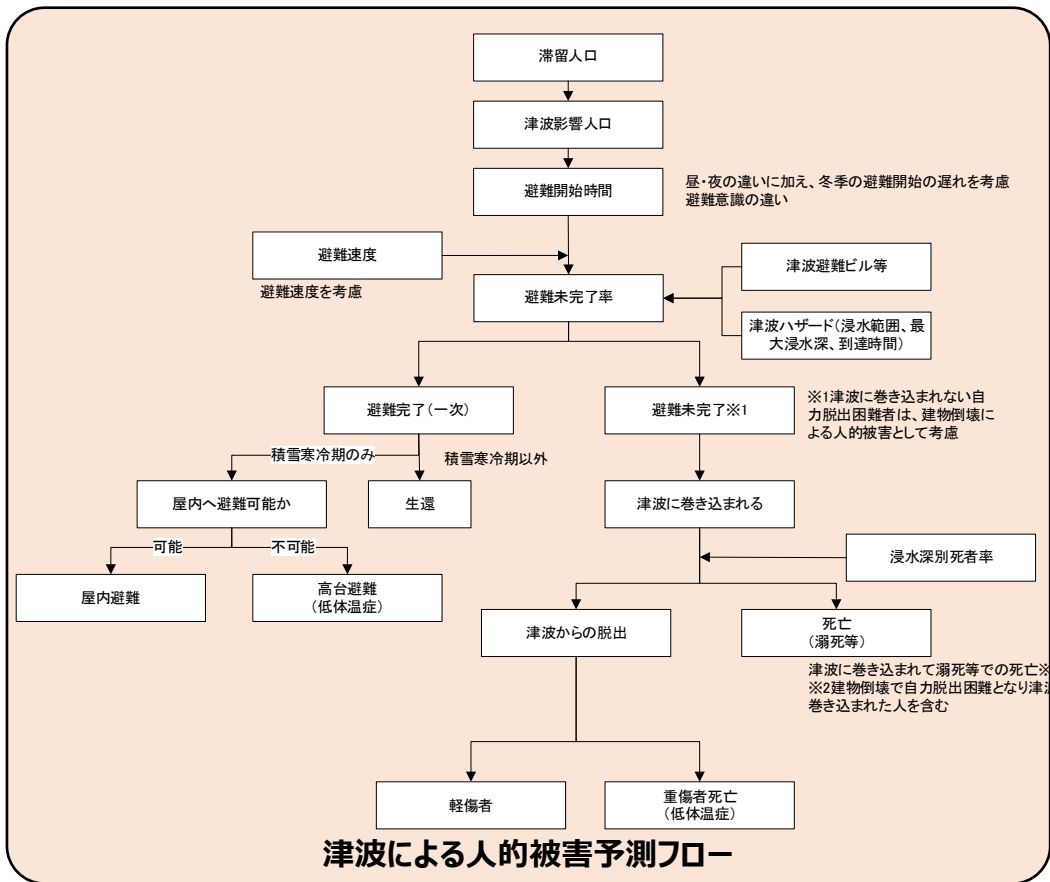 滞留人口
津波影響人口
避難開始時間
昼・夜の違いに加え、冬季の避難開始の遅れを考慮
避難意識の違い
避難速度
避難速度を考慮
津波避難ビル等
避難未完了率
津波ハザード(浸水範囲、最
大浸水深、到達時間)
避難完了(一次)
避難未完了※1
※1津波に巻き込まれない自
力脱出困難者は、建物倒壊に
よる人的被害として考慮
積雪寒冷期のみ
積雪寒冷期以外
屋内へ避難可能か
生還
津波に巻き込まれる
可能
不可能
浸水深別死者率
屋内避難
高台避難
(低体温症)
津波からの脱出
死亡
(溺死等)
津波に巻き込まれて溺死等での死亡※
※2建物倒壊で自力脱出困難となり津
巻き込まれた人を含む
軽傷者
重傷者死亡
(低体温症)
津波による人的被害予測フロー